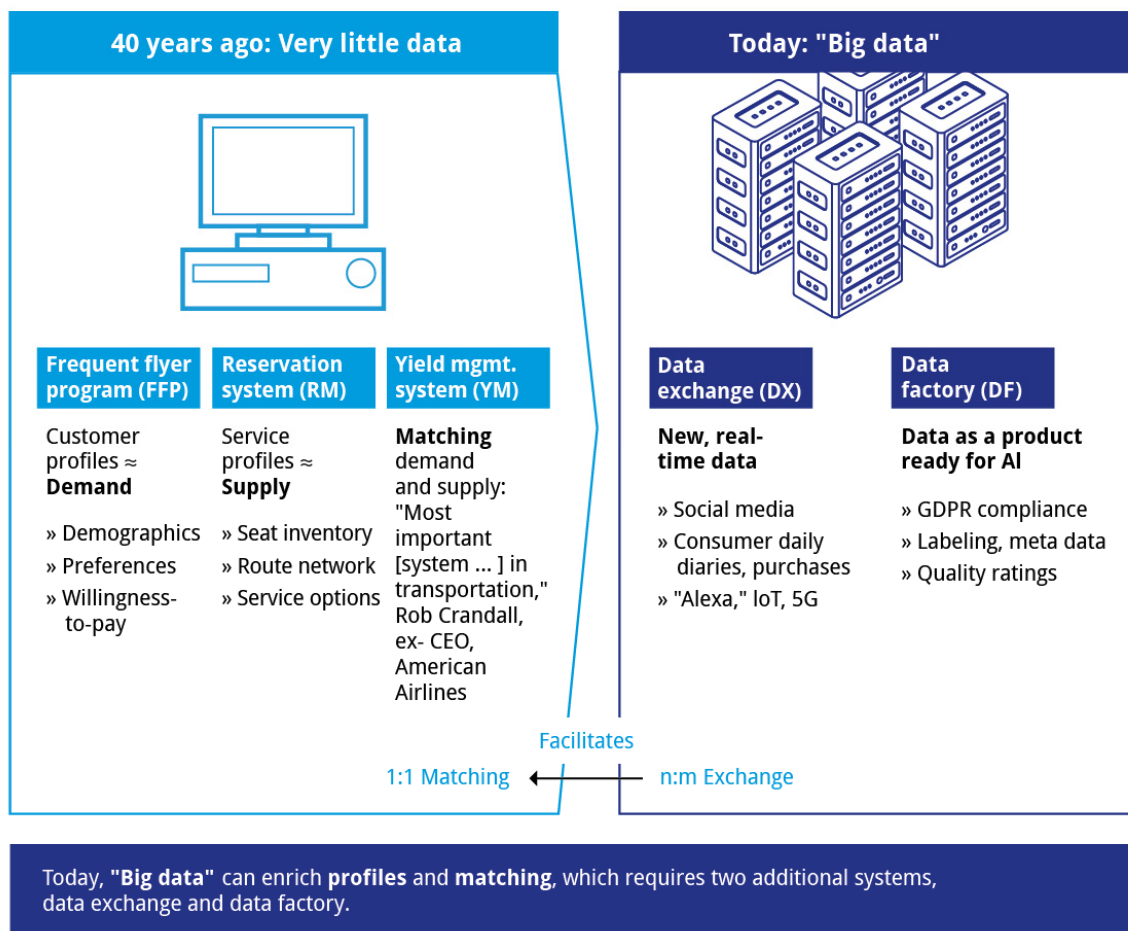 40 years ago: Very little data
Frequent flyer
program (FFP)
Customer
profiles ≈
Demand
» Demographics
» Preferences
» Willingness-
to-pay
Reservation
system (RM)
Service
profiles ≈
Supply
» Seat inventory
» Route network
» Service options
Yield mgmt.
system (YM)
Matching
demand
and supply:
"Most
important
[system ... ] in
transportation,"
Rob Crandall,
ex- CEO,
American
Airlines
Today: "Big data"
Data
exchange (DX)
New, real-
time data
» Social media
» Consumer daily
diaries, purchases
» "Alexa," IoT, 5G
Data
factory (DF)
Data as a product
ready for AI
» GDPR compliance
» Labeling, meta data
» Quality ratings
Facilitates
1:1 Matching
n:m Exchange
Today, "Big data" can enrich profiles and matching, which requires two additional systems,
data exchange and data factory.